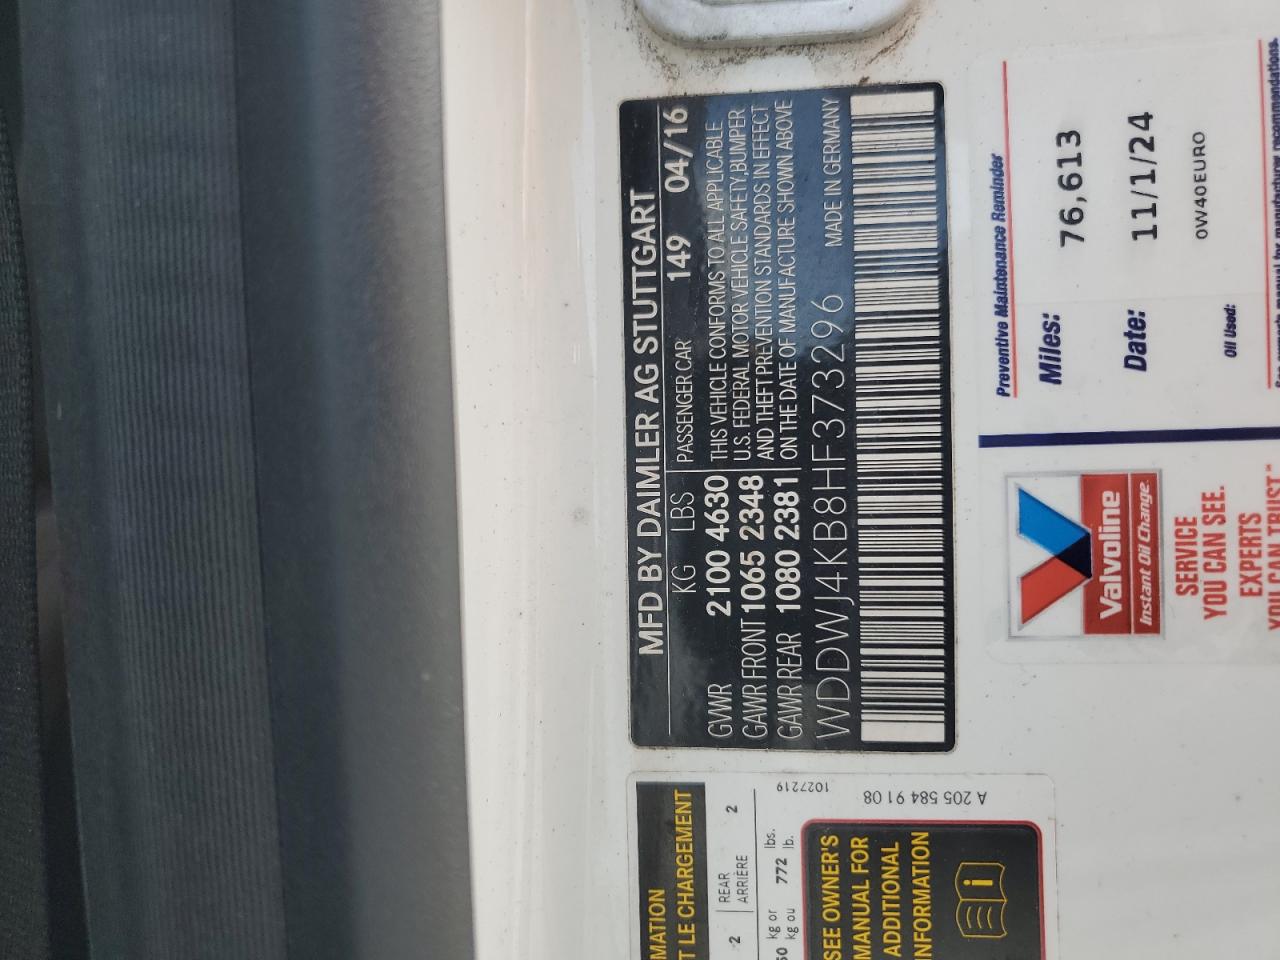 MFD BY DAIMLER AG STUTTGART
KG LBS PASSENGER CAR 149 04/16
GVWR 2100 4630 THIS VEHICLE CONFORMS TO ALL APPLICABLE
U.S. FEDERAL MOTOR VEHICLE SAFETY,BUMPER
GAWR FRONT 1065 2348 AND THEFT PREVENTION STANDARDS IN EFFECT
GAWR REAR 1080 2381 ON THE DATE OF MANUFACTURE SHOWN ABOVE
WDDWJ4KB8HF373296 MADE IN GERMANY
Preventive Maintenance Reminder
Miles: 76,613
Date: 11/1/24
Oil Used: 0W40EURO
Valvoline
Instant Oil Change
SERVICE
YOU CAN SEE.
EXPERTS
YOU CAN TRUST.™
MATION
T LE CHARGEMENT
2 REAR 2
ARRIÈRE
kg or lbs.
kg ou 772 lb.
SEE OWNER'S
MANUAL FOR
ADDITIONAL
INFORMATION
i
1027219
A 205 584 91 08